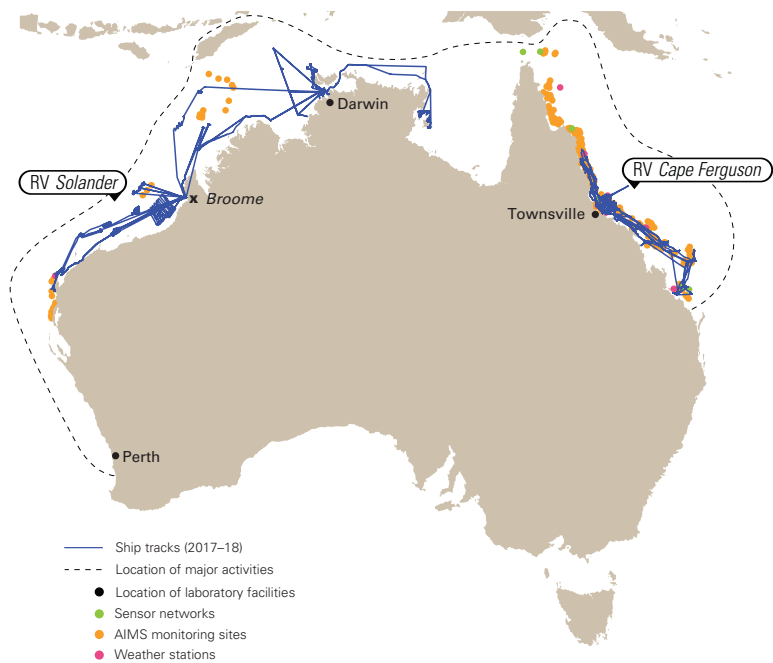 Darwin
RV Solander
RV Cape Ferguson
x Broome
Townsville
Perth
Ship tracks (2017–18)
Location of major activities
Location of laboratory facilities
Sensor networks
AIMS monitoring sites
Weather stations